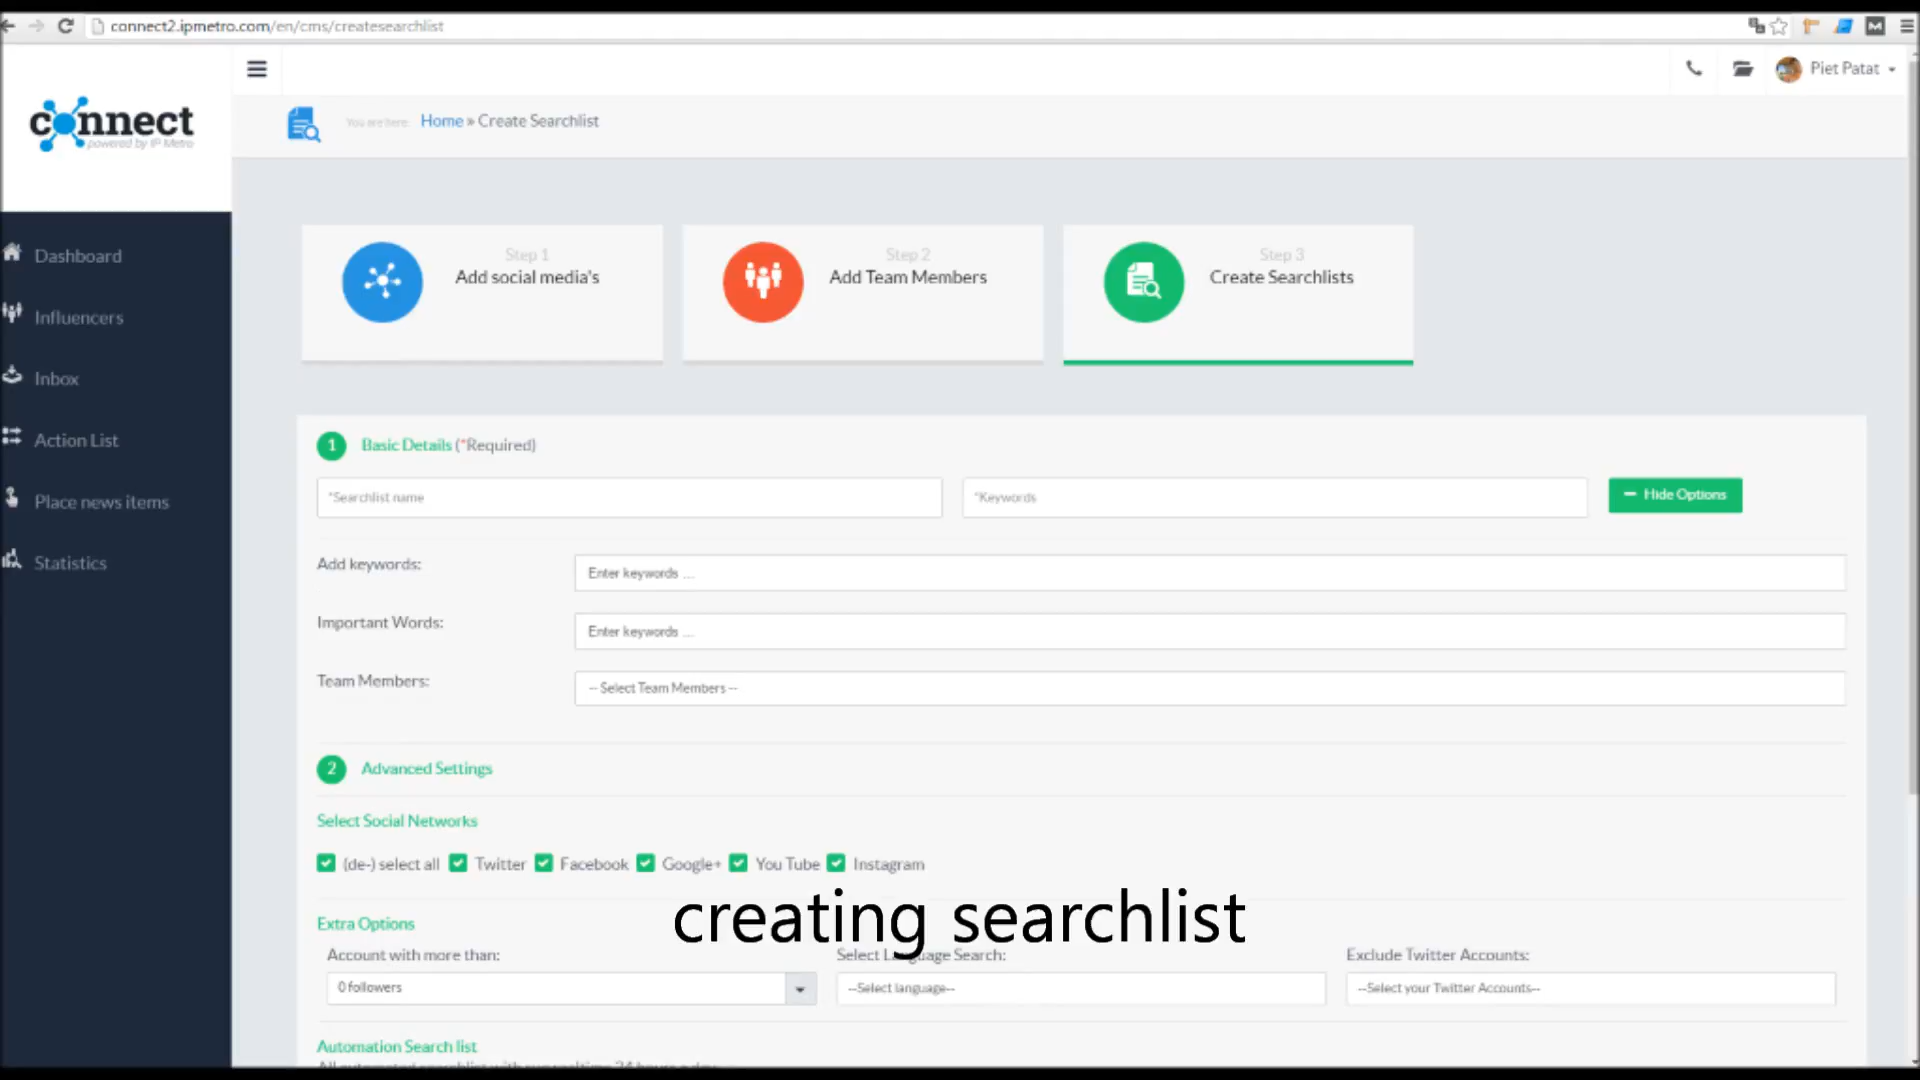 connect2.ipmetro.com/en/cms/createsearchlist
Piet Patat
connect
powered by IP Metro
You are here: Home » Create Searchlist
Dashboard
Influencers
Inbox
Action List
Place news items
Statistics
Step 1
Add social media's
Step 2
Add Team Members
Step 3
Create Searchlists
1 Basic Details (*Required)
*Searchlist name
*Keywords
Hide Options
Add keywords:
Enter keywords ...
Important Words:
Enter keywords ...
Team Members:
-- Select Team Members --
2 Advanced Settings
Select Social Networks
(de-) select all Twitter Facebook Google+ You Tube Instagram
creating searchlist
Extra Options
Account with more than:
0 followers
Select Language Search:
--Select language--
Exclude Twitter Accounts:
--Select your Twitter Accounts--
Automation Search list